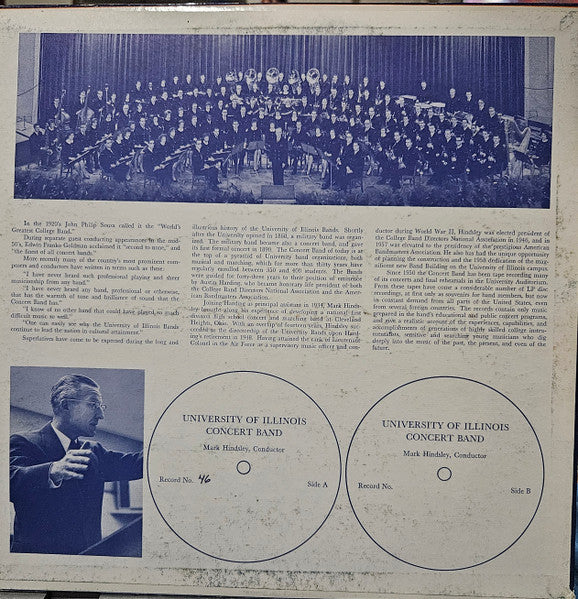 In the 1920's John Philip Sousa called it the "World's
Greatest College Band."
During separate guest conducting appearances in the mid-
50's, Edwin Franko Goldman acclaimed it "second to none," and
"the finest of all concert bands."
More recently many of the country's most prominent com-
posers and conductors have written in terms such as these:
"I have never heard such professional playing and sheer
musicianship from any band."
"I have never heard any band, professional or otherwise,
that has the warmth of tone and brilliance of sound that the
Concert Band has."
"I know of no other band that could have played so much
difficult music so well."
"One can easily see why the University of Illinois Bands
continue to lead the nation in cultural attainment."
Superlatives have come to be expected during the long and
illustrious history of the University of Illinois Bands. Shortly
after the University opened in 1868, a military band was organ-
ized. The military band became also a concert band, and gave
its first formal concert in 1890. The Concert Band of today is at
the top of a pyramid of University band organizations, both
musical and marching, which for more than thirty years have
regularly enrolled between 350 and 400 students. The Bands
were guided for forty-three years to their position of eminence
by Austin Harding, who became honorary life president of both
the College Band Directors National Association and the Ameri-
can Bandmasters Association.
Joining Harding as principal assistant in 1934, Mark Hinds-
ley brought along his experience of developing a national first
division high school concert and marching band in Cleveland
Heights, Ohio. With an overlap of fourteen years, Hindsley suc-
ceeded to the directorship of the University Bands upon Hard-
ing's retirement in 1948. Having attained the rank of Lieutenant
Colonel in the Air Force as a supervisory music officer and con-
ductor during World War II, Hindsley was elected president of
the College Band Directors National Association in 1946, and in
1957 was elevated to the presidency of the prestigious American
Bandmasters Association. He also has had the unique opportunity
of planning the construction and the 1958 dedication of the mag-
nificent new Band Building on the University of Illinois campus.
Since 1950 the Concert Band has been tape recording many
of its concerts and final rehearsals in the University Auditorium.
From these tapes have come a considerable number of LP disc
recordings, at first only as souvenirs for band members, but now
in constant demand from all parts of the United States, even
from several foreign countries. The records contain only music
prepared in the band's educational and public concert programs,
and give a realistic account of the experiences, capabilities, and
accomplishments of generations of highly skilled college instru-
mentalists, sensitive and compelling young musicians who dig
deeply into the music of the past, the present, and even of the
future.
UNIVERSITY OF ILLINOIS
CONCERT BAND
Mark Hindsley, Conductor
Record No. 46
Side A
UNIVERSITY OF ILLINOIS
CONCERT BAND
Mark Hindsley, Conductor
Record No.
Side B